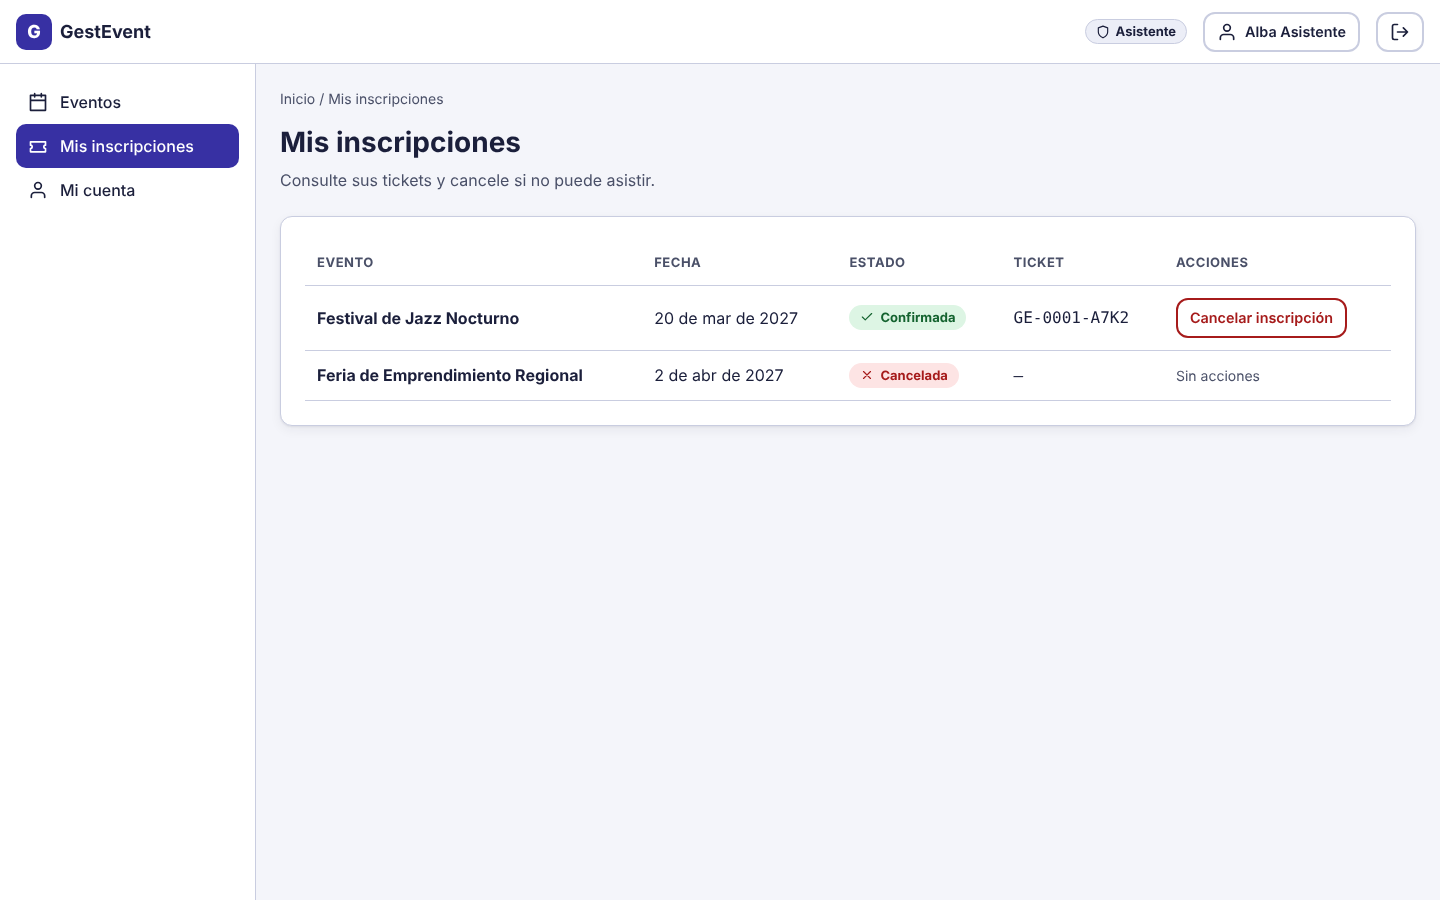 G GestEvent
Asistente
Alba Asistente
Eventos
Mis inscripciones
Mi cuenta
Inicio / Mis inscripciones
Mis inscripciones
Consulte sus tickets y cancele si no puede asistir.
EVENTO FECHA ESTADO TICKET ACCIONES
Festival de Jazz Nocturno 20 de mar de 2027 Confirmada GE-0001-A7K2 Cancelar inscripción
Feria de Emprendimiento Regional 2 de abr de 2027 Cancelada — Sin acciones